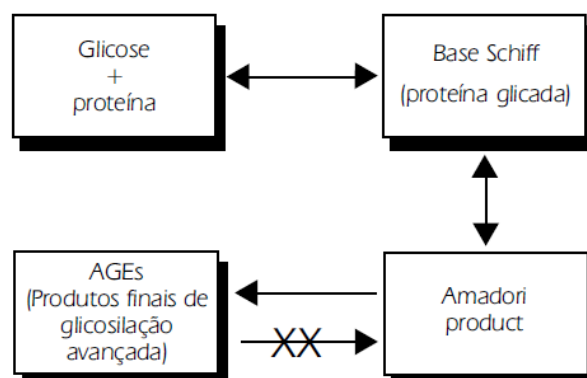 Glicose
+
proteína
Base Schiff
(proteína glicada)
AGEs
(Produtos finais de
glicosilação
avançada)
XX
Amadori
product